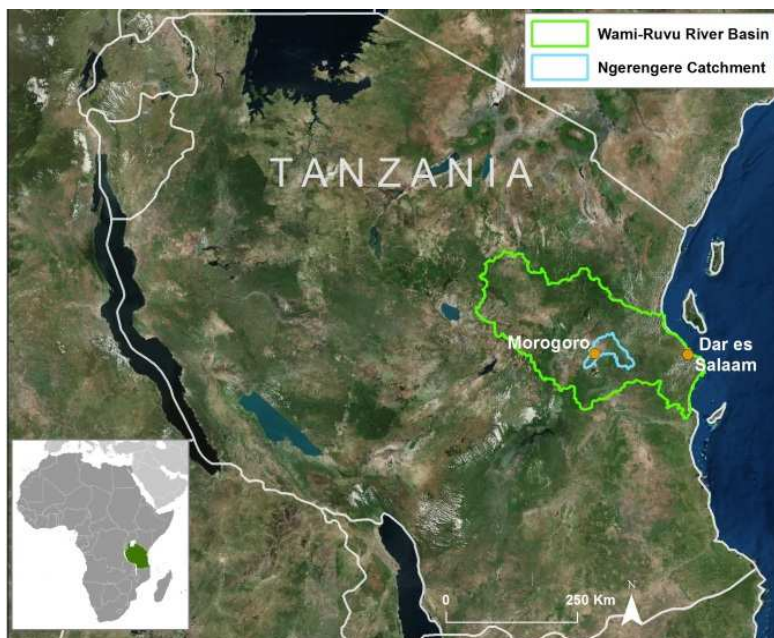 Wami-Ruvu River Basin
Ngerengere Catchment
TANZANIA
Morogoro
Dar es
Salaam
0
250 Km
N